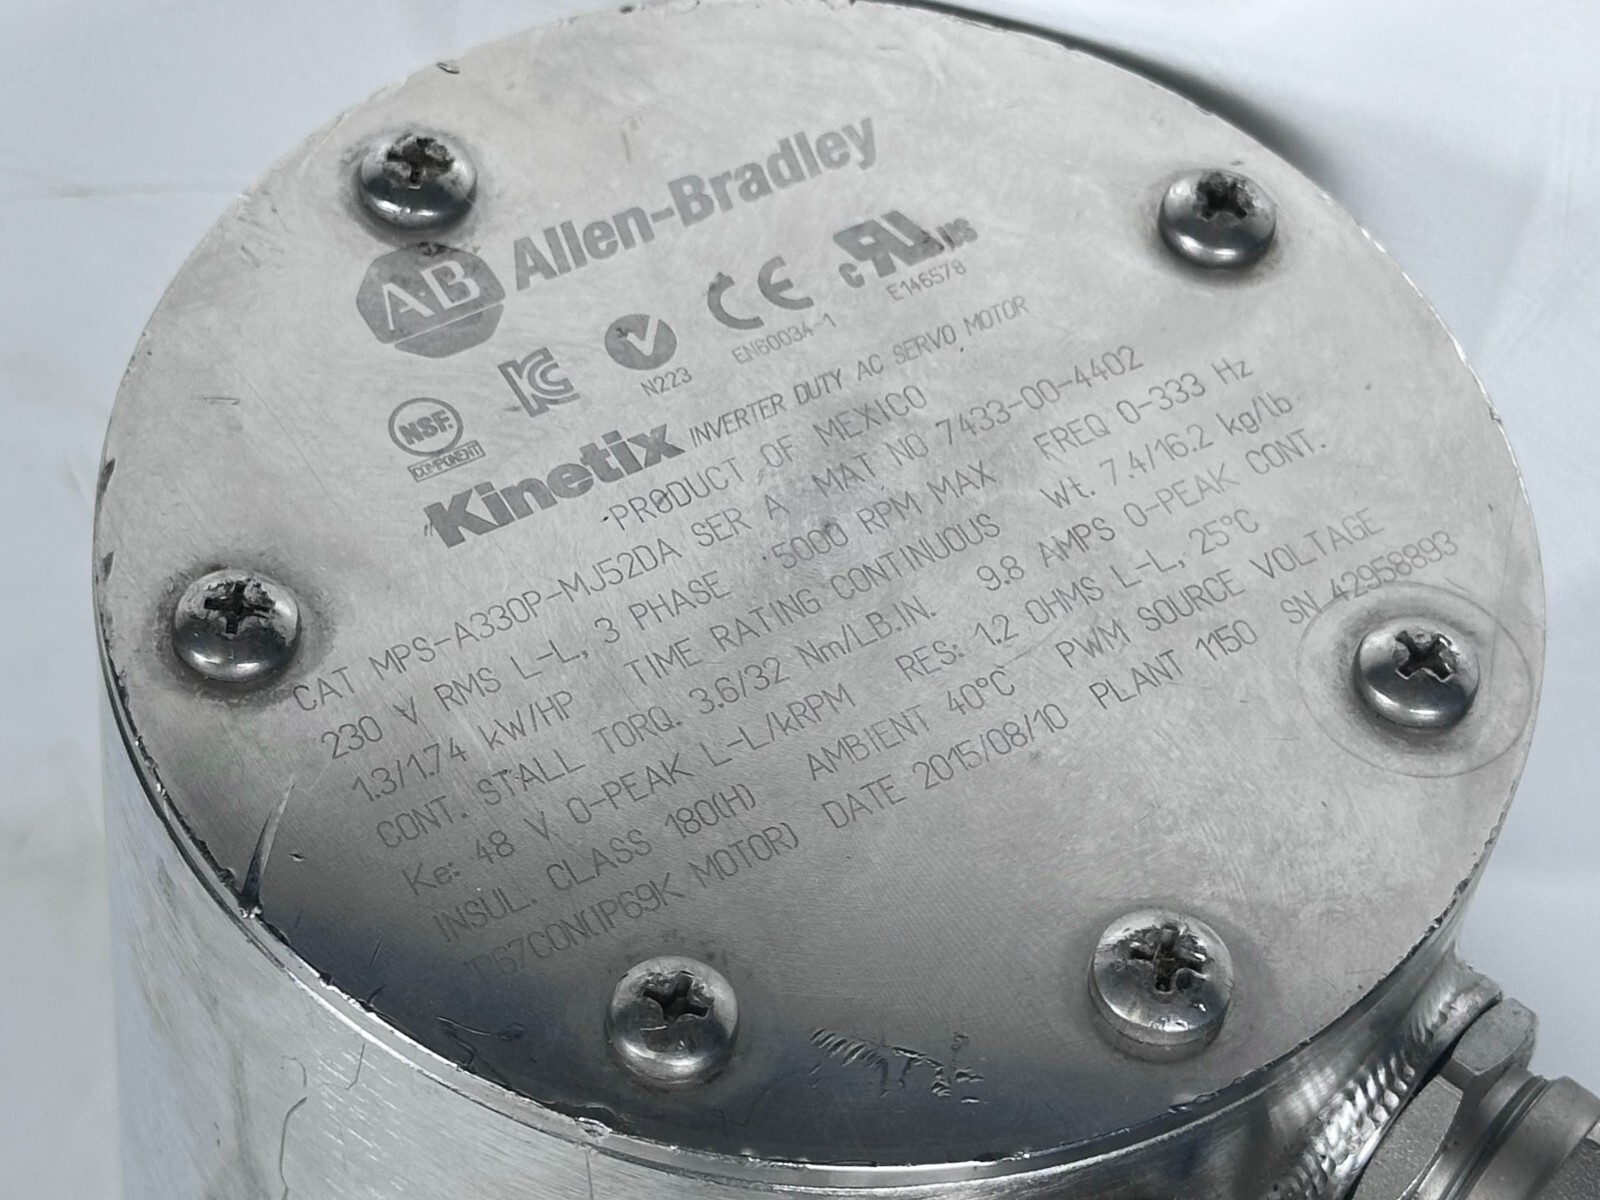 AB Allen-Bradley
NSF. COMPONENT
KC
N223
CE
EN60034-1
c RU us
E146578
Kinetix INVERTER DUTY AC SERVO MOTOR
PRODUCT OF MEXICO
CAT MPS-A330P-MJ52DA SER A MAT NO 7433-00-4402
230 V RMS L-L, 3 PHASE 5000 RPM MAX FREQ 0-333 Hz
1.3/1.74 kW/HP TIME RATING CONTINUOUS Wt. 7.4/16.2 kg/lb
CONT. STALL TORQ. 3.6/32 Nm/LB.IN. 9.8 AMPS 0-PEAK CONT.
Ke: 48 V 0-PEAK L-L/kRPM RES: 1.2 OHMS L-L, 25°C
INSUL. CLASS 180(H) AMBIENT 40°C PWM SOURCE VOLTAGE
IP67CON(IP69K MOTOR) DATE 2015/08/10 PLANT 1150 SN 42958893